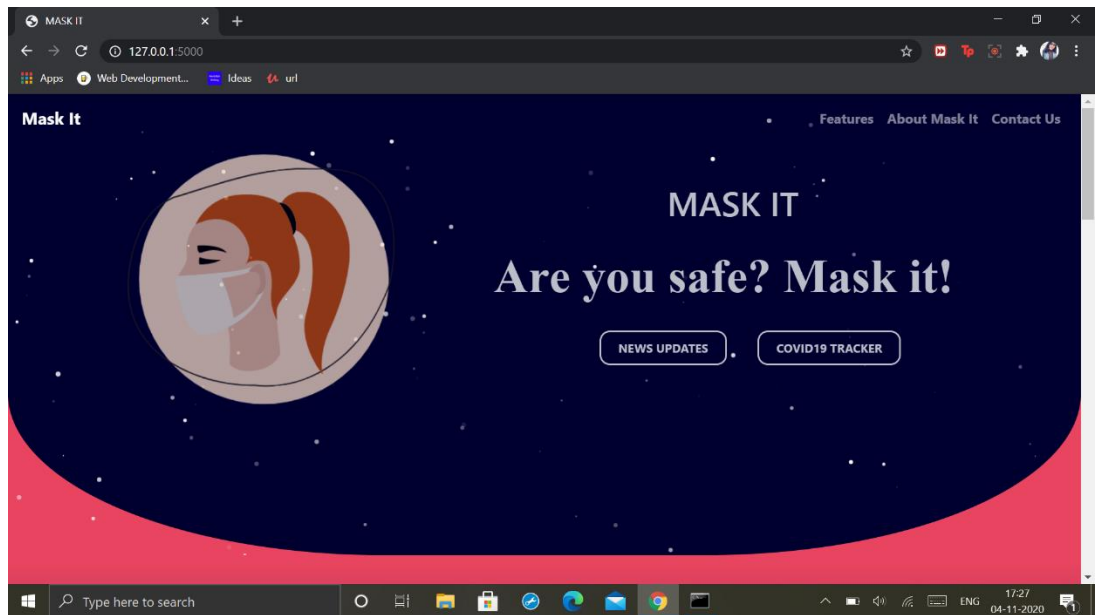 MASK IT
127.0.0.1:5000
Apps Web Development... Ideas url
Mask It Features About Mask It Contact Us
MASK IT
Are you safe? Mask it!
NEWS UPDATES COVID19 TRACKER
Type here to search ENG 17:27
04-11-2020